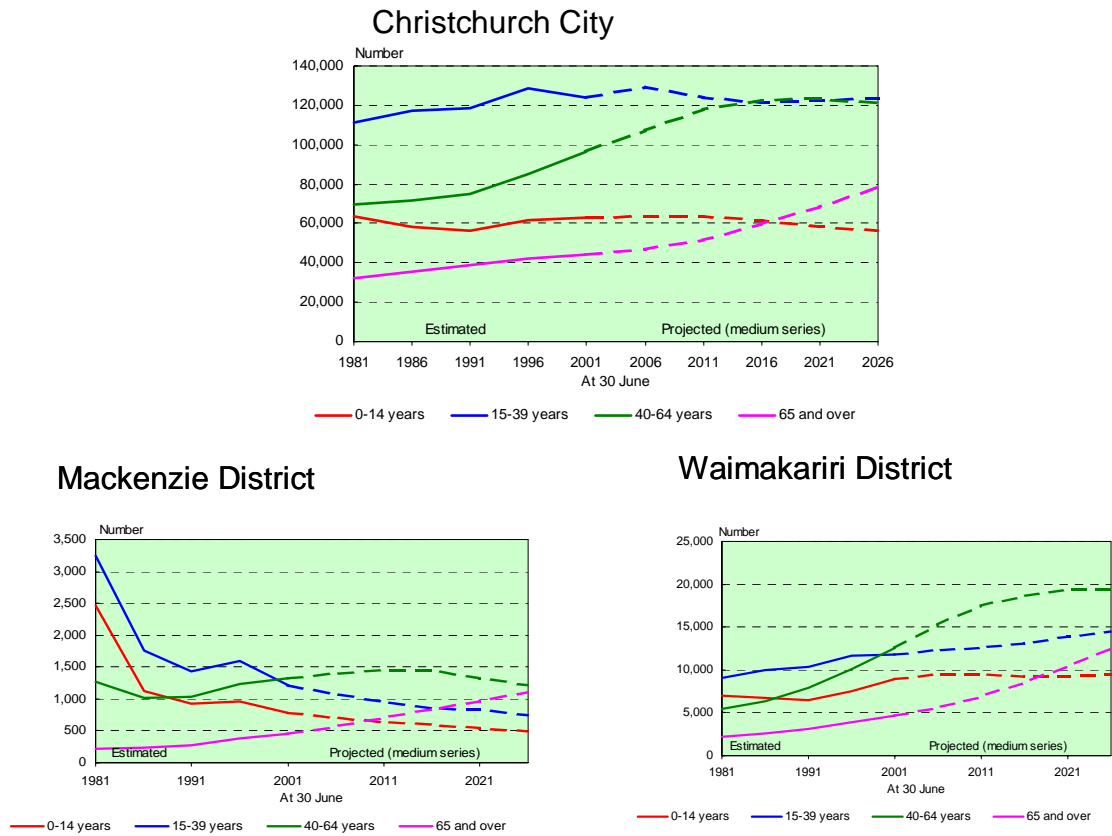 Christchurch City
Number
140,000
120,000
100,000
80,000
60,000
40,000
20,000
0
Estimated
Projected (medium series)
1981 1986 1991 1996 2001 2006 2011 2016 2021 2026
At 30 June
0-14 years 15-39 years 40-64 years 65 and over
Mackenzie District
Number
3,500
3,000
2,500
2,000
1,500
1,000
500
0
Estimated
Projected (medium series)
1981 1991 2001 2011 2021
At 30 June
0-14 years 15-39 years 40-64 years 65 and over
Waimakariri District
Number
25,000
20,000
15,000
10,000
5,000
0
Estimated
Projected (medium series)
1981 1991 2001 2011 2021
At 30 June
0-14 years 15-39 years 40-64 years 65 and over